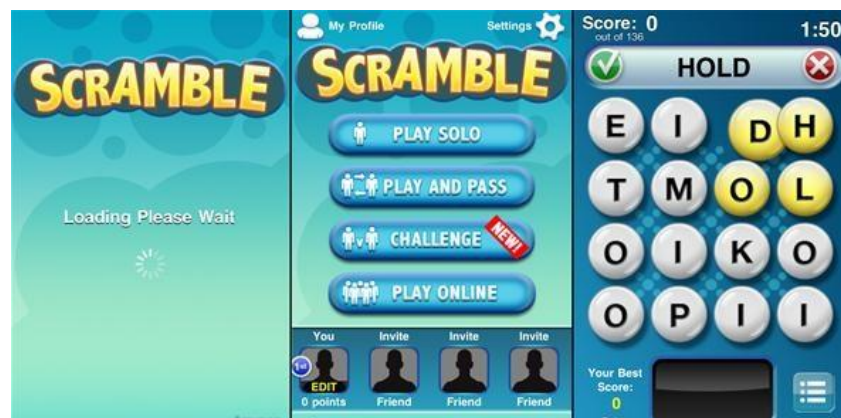 SCRAMBLE
Loading Please Wait
My Profile
Settings
SCRAMBLE
PLAY SOLO
PLAY AND PASS
CHALLENGE
NEW!
PLAY ONLINE
You
Invite
Invite
Invite
1st
EDIT
0 points
Friend
Friend
Friend
Score: 0
out of 136
1:50
HOLD
E I D H
T M O L
O I K O
O P I I
Your Best
Score:
0